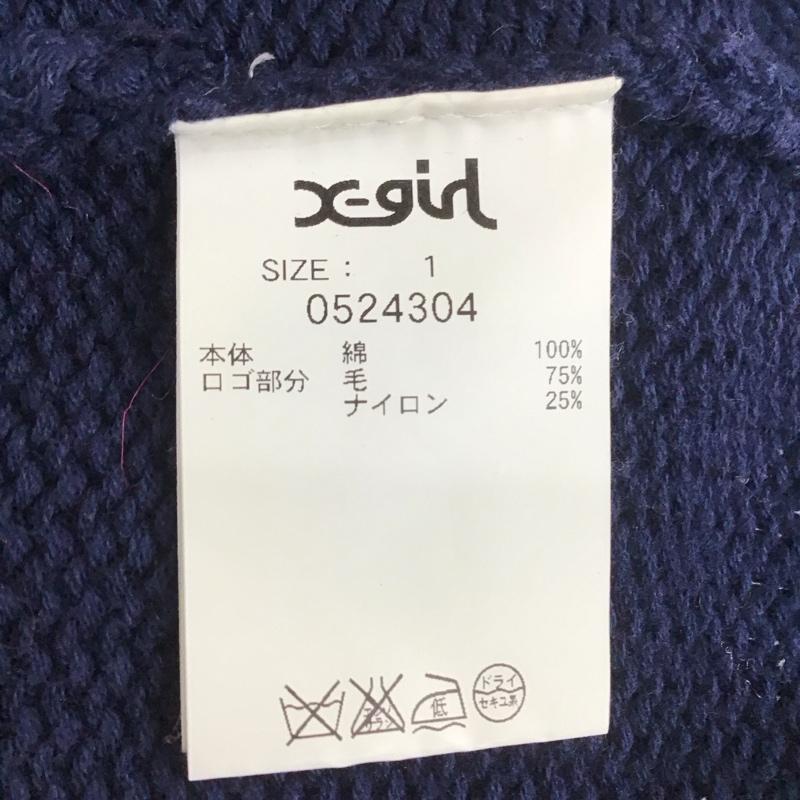 X-girl
SIZE : 1
0524304
本体 綿 100%
ロゴ部分 毛 75%
ナイロン 25%
低
ドライ
セキユ系